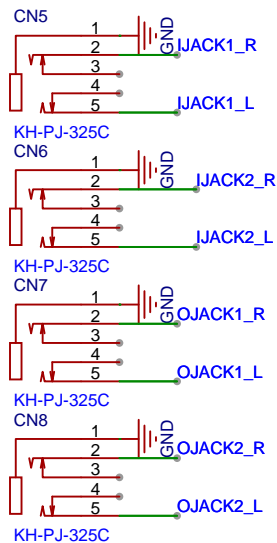 CN5
1
GND
2
IJACK1_R
3
4
5
IJACK1_L
KH-PJ-325C
CN6
1
GND
2
IJACK2_R
3
4
5
IJACK2_L
KH-PJ-325C
CN7
1
GND
2
OJACK1_R
3
4
5
OJACK1_L
KH-PJ-325C
CN8
1
GND
2
OJACK2_R
3
4
5
OJACK2_L
KH-PJ-325C